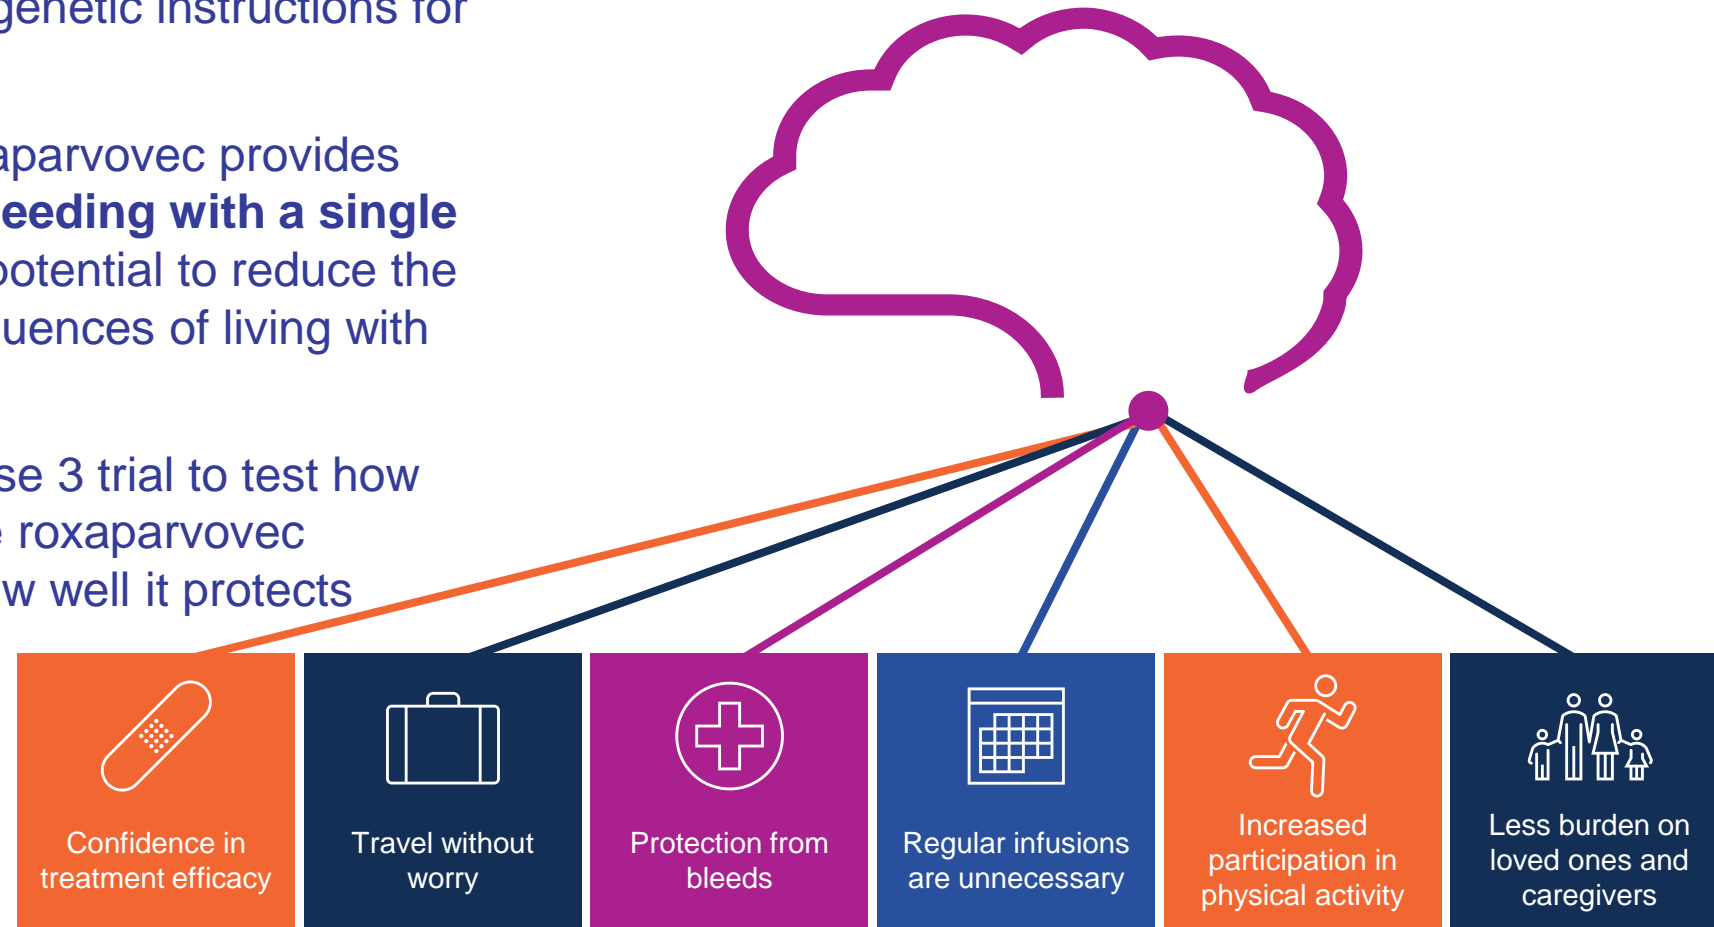 genetic instructions for
aparvovec provides
eeding with a single
potential to reduce the
uences of living with
se 3 trial to test how
e roxaparvovec
w well it protects
Confidence in
treatment efficacy
Travel without
worry
Protection from
bleeds
Regular infusions
are unnecessary
Increased
participation in
physical activity
Less burden on
loved ones and
caregivers